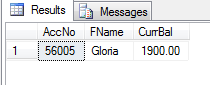 Results Messages
AccNo FName CurrBal
1 56005 Gloria 1900.00